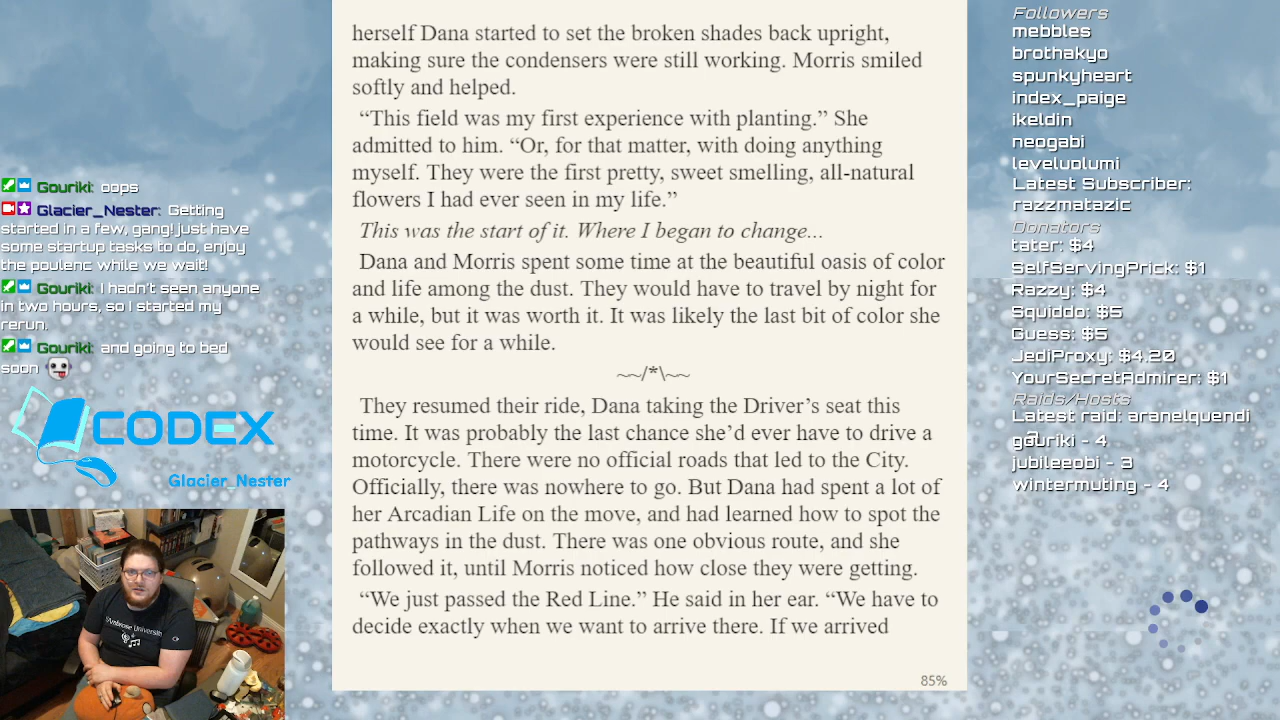 herself Dana started to set the broken shades back upright,
making sure the condensers were still working. Morris smiled
softly and helped.
“This field was my first experience with planting.” She
admitted to him. “Or, for that matter, with doing anything
myself. They were the first pretty, sweet smelling, all-natural
flowers I had ever seen in my life.”
This was the start of it. Where I began to change...
Dana and Morris spent some time at the beautiful oasis of color
and life among the dust. They would have to travel by night for
a while, but it was worth it. It was likely the last bit of color she
would see for a while.
~~/*\~~
They resumed their ride, Dana taking the Driver’s seat this
time. It was probably the last chance she’d ever have to drive a
motorcycle. There were no official roads that led to the City.
Officially, there was nowhere to go. But Dana had spent a lot of
her Arcadian Life on the move, and had learned how to spot the
pathways in the dust. There was one obvious route, and she
followed it, until Morris noticed how close they were getting.
“We just passed the Red Line.” He said in her ear. “We have to
decide exactly when we want to arrive there. If we arrived
85%
Gouriki: oops
Glacier_Nester: Getting
started in a few, gang! just have
some startup tasks to do, enjoy
the poulenc while we wait!
Gouriki: I hadn't seen anyone
in two hours, so I started my
rerun.
Gouriki: and going to bed
soon
CODEX
Glacier_Nester
Ambrose University
Followers
mebbles
brothakyo
spunkyheart
index_paige
ikeldin
neogabi
leveluplumi
Latest Subscriber:
razzmatazic
Donators
tater: $4
SelfServingPrick: $1
Razzy: $4
Squiddo: $5
Guess: $5
JediProxy: $4.20
YourSecretAdmirer: $1
Raids/Hosts
Latest raid: aranelquendi
gouriki - 4
jubileebi - 3
wintermuting - 4